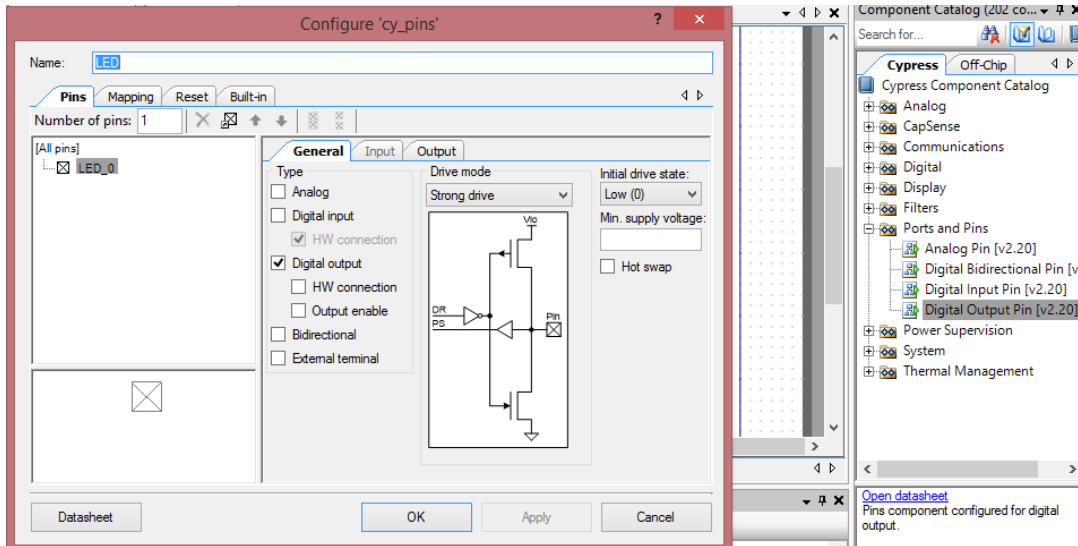 Configure 'cy_pins'
?
Name:
LED
Pins Mapping Reset Built-in
Number of pins: 1
[All pins]
LED_0
General Input Output
Type
Analog
Digital input
HW connection
Digital output
HW connection
Output enable
Bidirectional
External terminal
Drive mode
Strong drive
Vio
DR
PS
Pin
Initial drive state:
Low (0)
Min. supply voltage:
Hot swap
Datasheet
OK
Apply
Cancel
Component Catalog (202 co...
Search for...
Cypress Off-Chip
Cypress Component Catalog
Analog
CapSense
Communications
Digital
Display
Filters
Ports and Pins
Analog Pin [v2.20]
Digital Bidirectional Pin [v
Digital Input Pin [v2.20]
Digital Output Pin [v2.20]
Power Supervision
System
Thermal Management
Open datasheet
Pins component configured for digital
output.